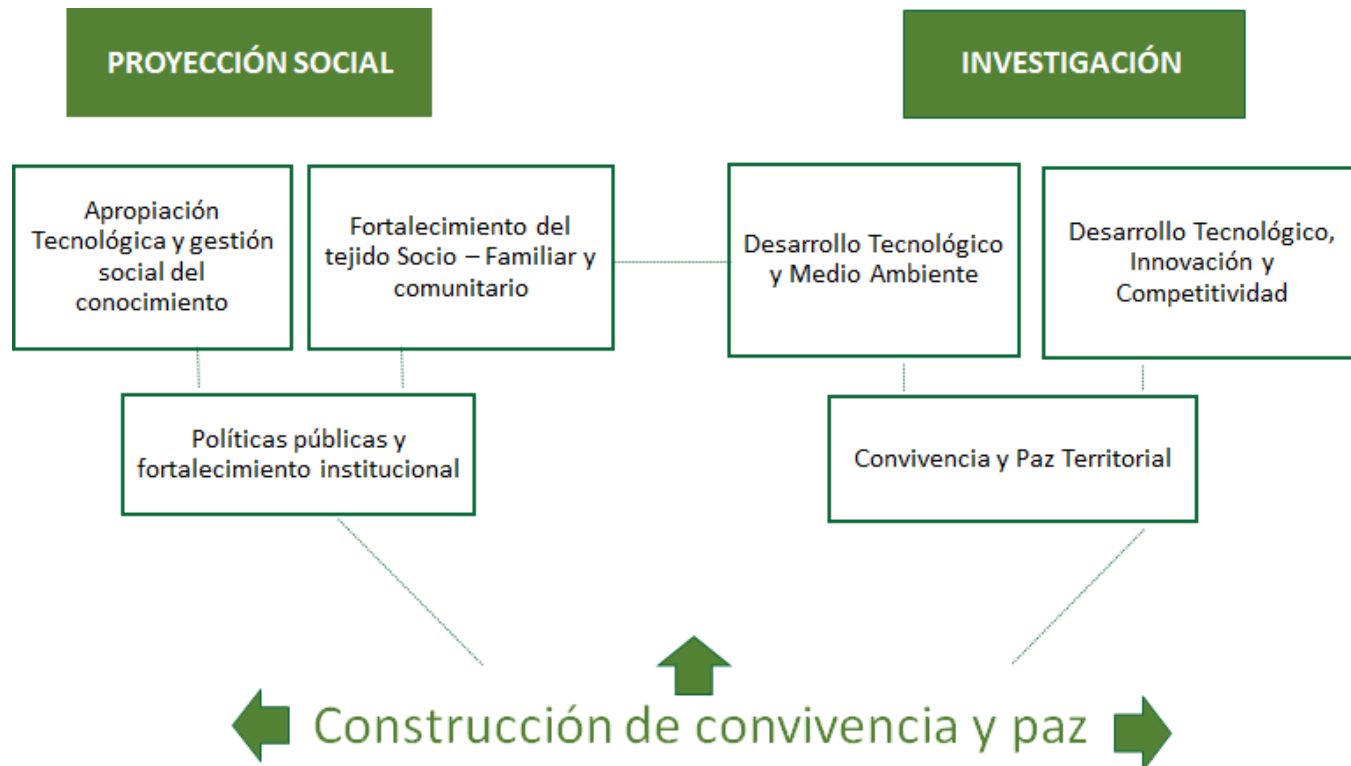 PROYECCIÓN SOCIAL
INVESTIGACIÓN
Apropiación
Tecnológica y gestión
social del
conocimiento
Fortalecimiento del
tejido Socio – Familiar y
comunitario
Desarrollo Tecnológico
y Medio Ambiente
Desarrollo Tecnológico,
Innovación y
Competitividad
Políticas públicas y
fortalecimiento institucional
Convivencia y Paz Territorial
Construcción de convivencia y paz